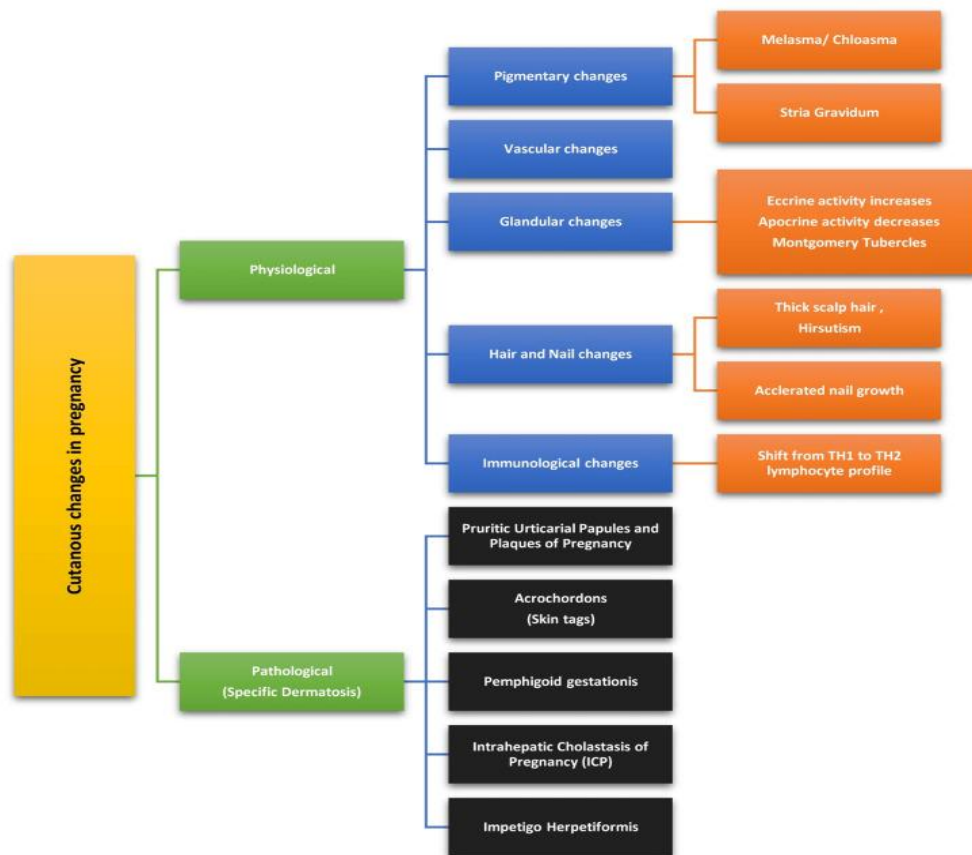 Cutanous changes in pregnancy
Physiological
Pigmentary changes
Melasma/ Chloasma
Stria Gravidum
Vascular changes
Glandular changes
Eccrine activity increases
Apocrine activity decreases
Montgomery Tubercles
Hair and Nail changes
Thick scalp hair ,
Hirsutism
Acclerated nail growth
Immunological changes
Shift from TH1 to TH2
lymphocyte profile
Pathological
(Specific Dermatosis)
Pruritic Urticarial Papules and
Plaques of Pregnancy
Acrochordons
(Skin tags)
Pemphigoid gestationis
Intrahepatic Cholastasis of
Pregnancy (ICP)
Impetigo Herpetiformis